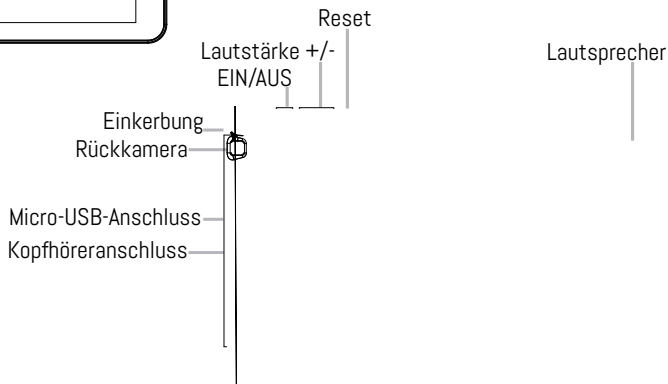 Reset
Lautstärke +/-
Lautsprecher
EIN/AUS
Einkerbung
Rückkamera
Micro-USB-Anschluss
Kopfhöreranschluss